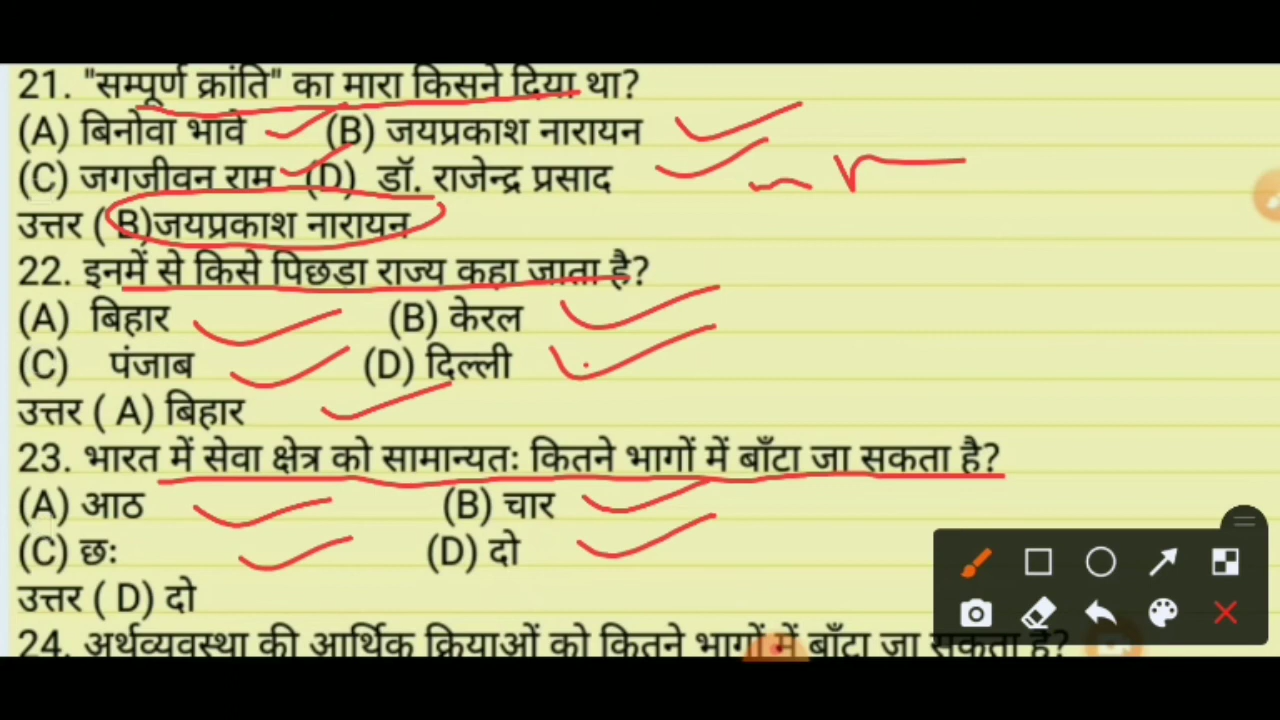 21. "सम्पूर्ण क्रांति" का मारा किसने दिया था?
(A) बिनोवा भावे (B) जयप्रकाश नारायन
(C) जगजीवन राम (D) डॉ. राजेन्द्र प्रसाद
उत्तर ( B)जयप्रकाश नारायन
22. इनमें से किसे पिछडा राज्य कहा जाता है?
(A) बिहार (B) केरल
(C) पंजाब (D) दिल्ली
उत्तर ( A) बिहार
23. भारत में सेवा क्षेत्र को सामान्यतः कितने भागों में बाँटा जा सकता है?
(A) आठ (B) चार
(C) छः (D) दो
उत्तर ( D) दो
24. अर्थव्यवस्था की आर्थिक क्रियाओं को कितने भागों में बाँटा जा सकता है?